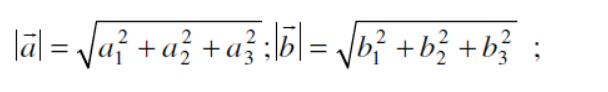 |a⃗| = √(a₁² + a₂² + a₃²) ; |b⃗| = √(b₁² + b₂² + b₃²) ;